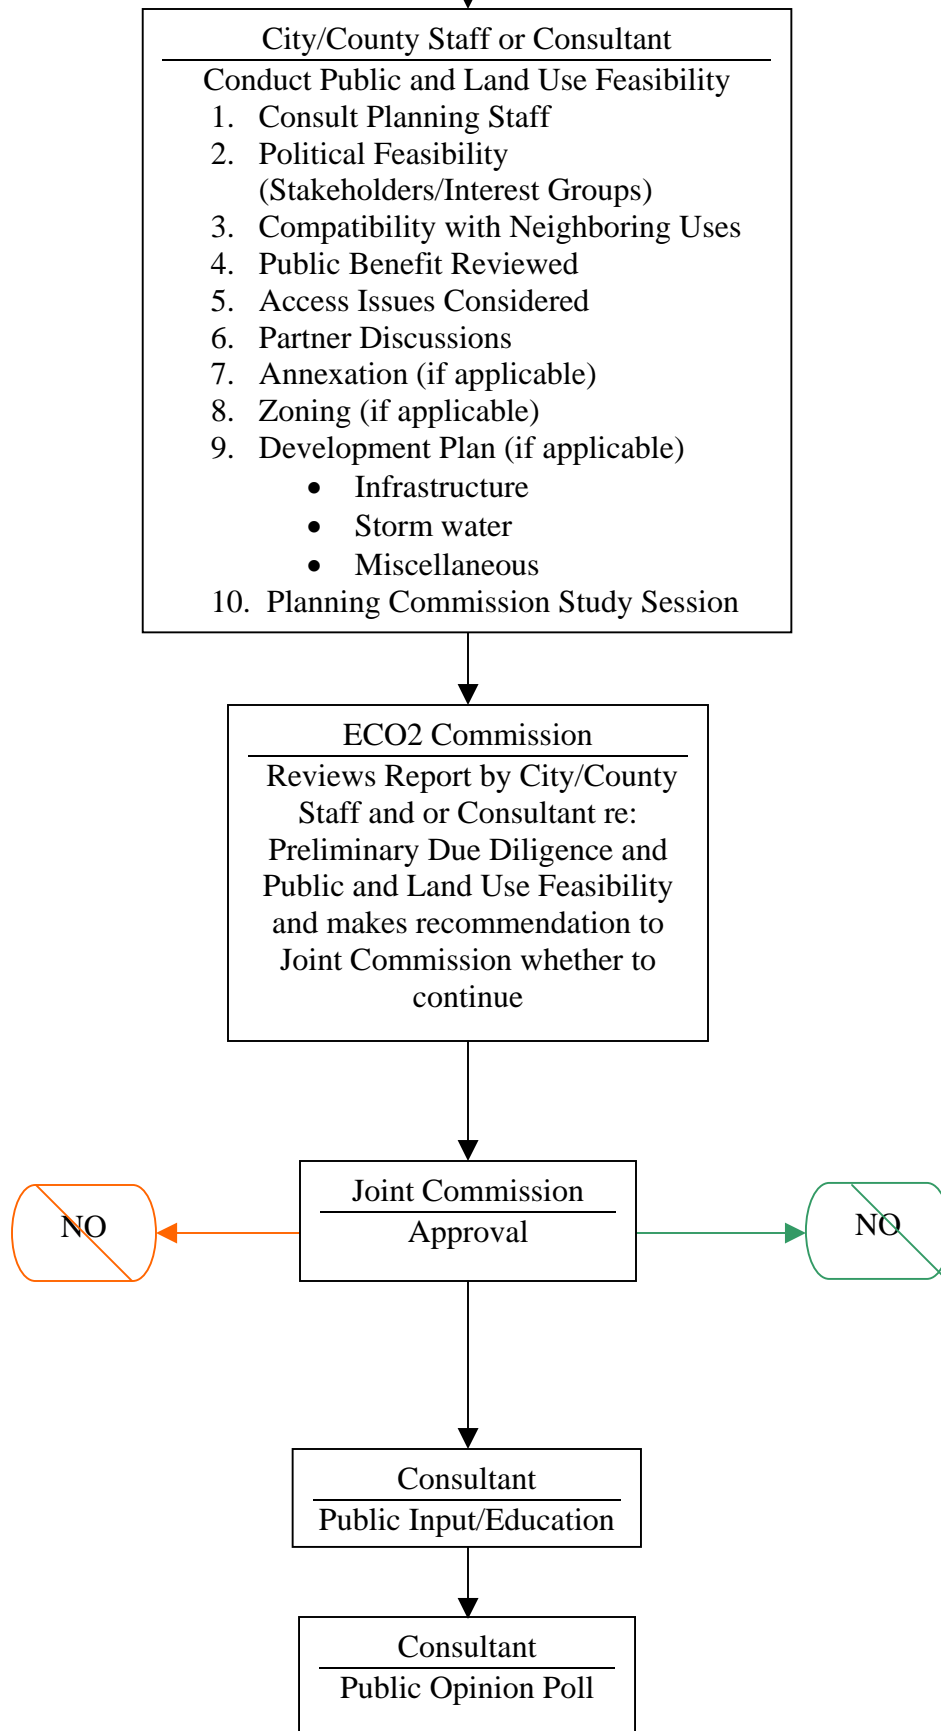 City/County Staff or Consultant
Conduct Public and Land Use Feasibility
1. Consult Planning Staff
2. Political Feasibility
(Stakeholders/Interest Groups)
3. Compatibility with Neighboring Uses
4. Public Benefit Reviewed
5. Access Issues Considered
6. Partner Discussions
7. Annexation (if applicable)
8. Zoning (if applicable)
9. Development Plan (if applicable)
• Infrastructure
• Storm water
• Miscellaneous
10. Planning Commission Study Session
ECO2 Commission
Reviews Report by City/County
Staff and or Consultant re:
Preliminary Due Diligence and
Public and Land Use Feasibility
and makes recommendation to
Joint Commission whether to
continue
Joint Commission
Approval
NO
NO
Consultant
Public Input/Education
Consultant
Public Opinion Poll